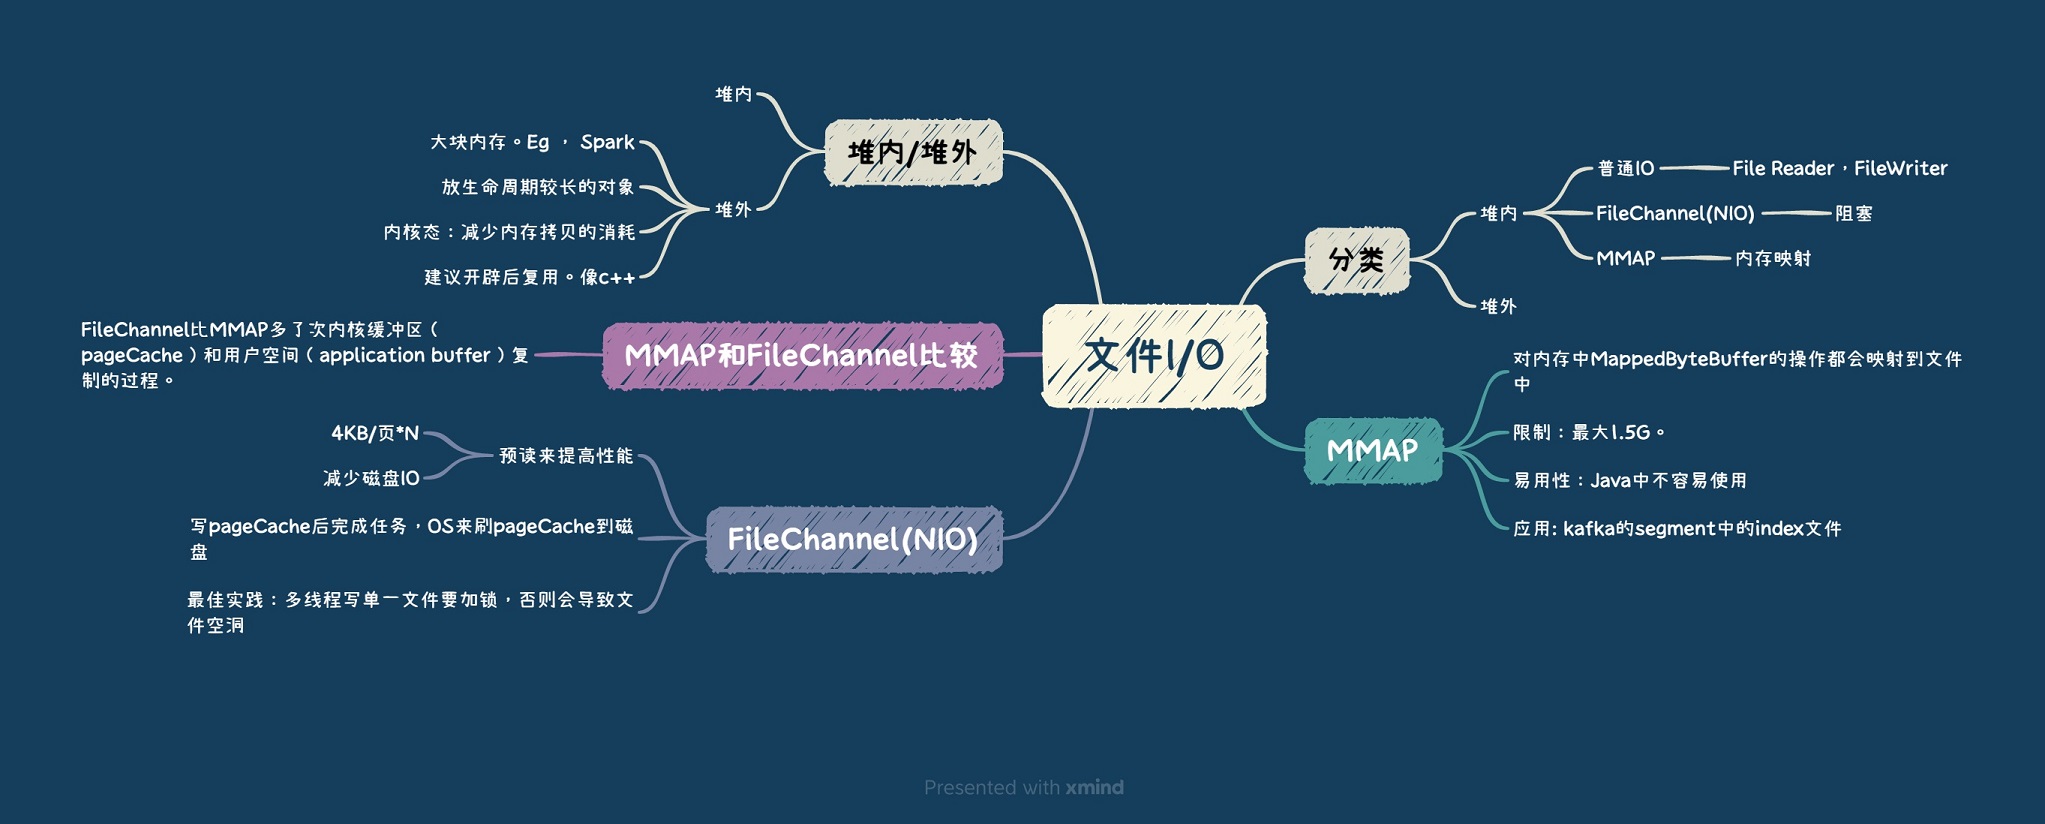 文件I/O
分类
堆内
普通IO
File Reader，FileWriter
FileChannel(NIO)
阻塞
MMAP
内存映射
堆外
MMAP
对内存中MappedByteBuffer的操作都会映射到文件
中
限制：最大1.5G。
易用性：Java中不容易使用
应用: kafka的segment中的index文件
堆内/堆外
堆内
堆外
大块内存。Eg ， Spark
放生命周期较长的对象
内核态：减少内存拷贝的消耗
建议开辟后复用。像c++
MMAP和FileChannel比较
FileChannel比MMAP多了次内核缓冲区（
pageCache）和用户空间（application buffer）复
制的过程。
FileChannel(NIO)
预读来提高性能
4KB/页*N
减少磁盘IO
写pageCache后完成任务，OS来刷pageCache到磁
盘
最佳实践：多线程写单一文件要加锁，否则会导致文
件空洞
Presented with xmind